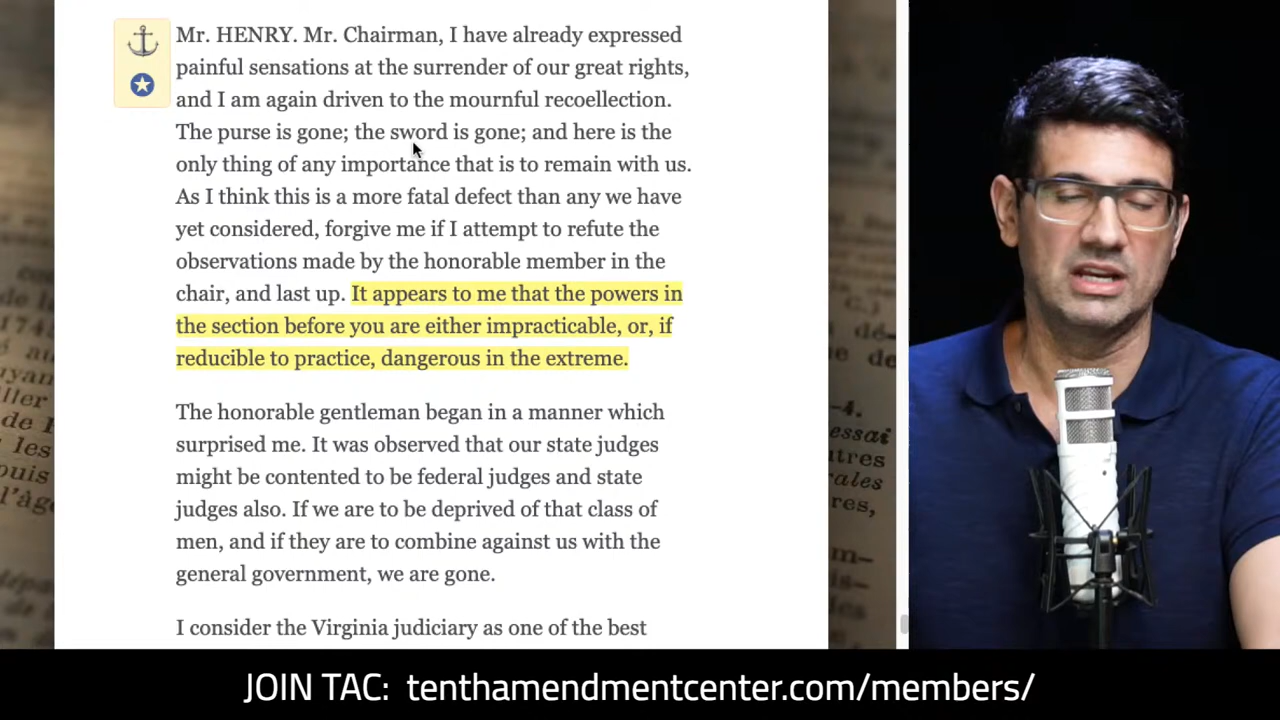 Mr. HENRY. Mr. Chairman, I have already expressed
painful sensations at the surrender of our great rights,
and I am again driven to the mournful recoellection.
The purse is gone; the sword is gone; and here is the
only thing of any importance that is to remain with us.
As I think this is a more fatal defect than any we have
yet considered, forgive me if I attempt to refute the
observations made by the honorable member in the
chair, and last up. It appears to me that the powers in
the section before you are either impracticable, or, if
reducible to practice, dangerous in the extreme.
The honorable gentleman began in a manner which
surprised me. It was observed that our state judges
might be contented to be federal judges and state
judges also. If we are to be deprived of that class of
men, and if they are to combine against us with the
general government, we are gone.
I consider the Virginia judiciary as one of the best
JOIN TAC: tenthamendmentcenter.com/members/